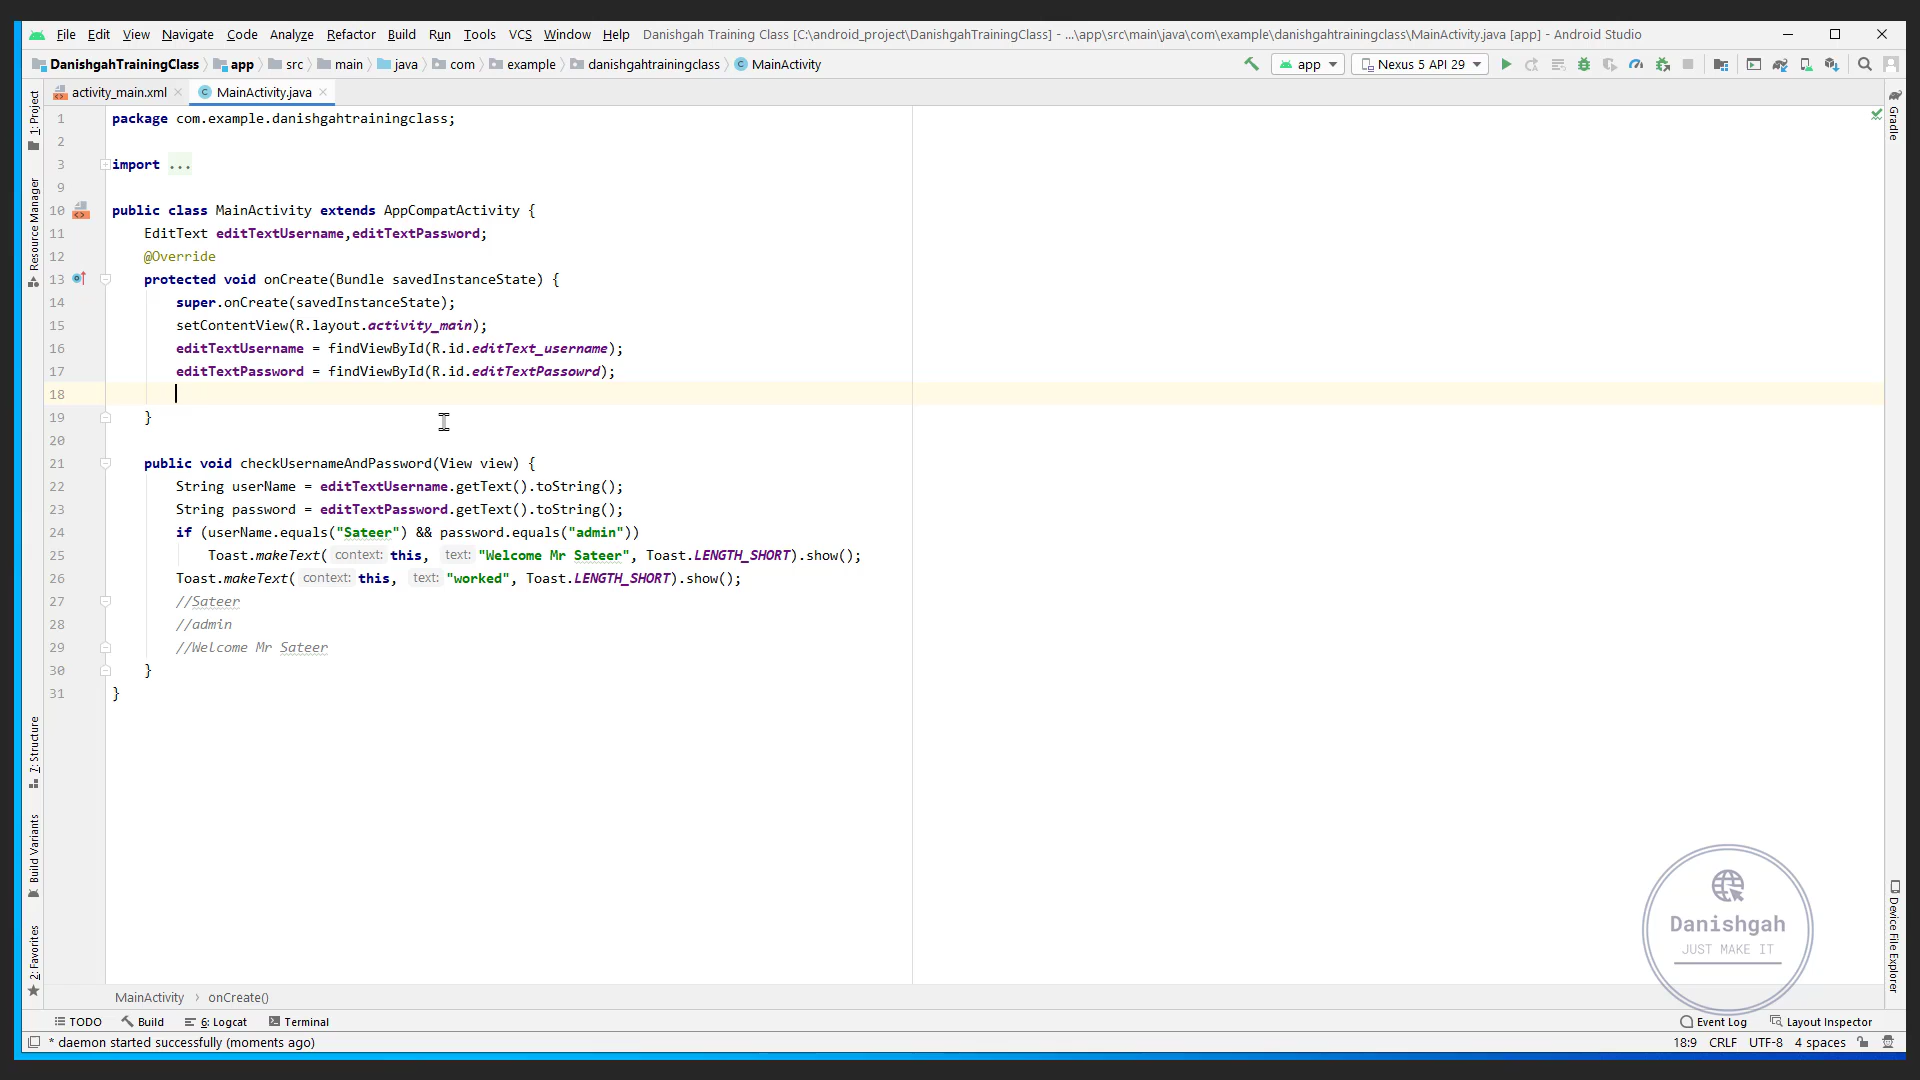 File Edit View Navigate Code Analyze Refactor Build Run Tools VCS Window Help Danishgah Training Class [C:\android_project\DanishgahTrainingClass] - ...\app\src\main\java\com\example\danishgahtrainingclass\MainActivity.java [app] - Android Studio
DanishgahTrainingClass app src main java com example danishgahtrainingclass MainActivity app Nexus 5 API 29
activity_main.xml MainActivity.java
1 package com.example.danishgahtrainingclass;
2
3 import ...
9
10 public class MainActivity extends AppCompatActivity {
11 EditText editTextUsername,editTextPassword;
12 @Override
13 protected void onCreate(Bundle savedInstanceState) {
14 super.onCreate(savedInstanceState);
15 setContentView(R.layout.activity_main);
16 editTextUsername = findViewById(R.id.editText_username);
17 editTextPassword = findViewById(R.id.editTextPassowrd);
18
19 }
20
21 public void checkUsernameAndPassword(View view) {
22 String userName = editTextUsername.getText().toString();
23 String password = editTextPassword.getText().toString();
24 if (userName.equals("Sateer") && password.equals("admin"))
25 Toast.makeText( context: this, text: "Welcome Mr Sateer", Toast.LENGTH_SHORT).show();
26 Toast.makeText( context: this, text: "worked", Toast.LENGTH_SHORT).show();
27 //Sateer
28 //admin
29 //Welcome Mr Sateer
30 }
31 }
1: Project
Resource Manager
7: Structure
Build Variants
2: Favorites
Gradle
Device File Explorer
Danishgah
JUST MAKE IT
MainActivity › onCreate()
TODO Build 6: Logcat Terminal Event Log Layout Inspector
* daemon started successfully (moments ago) 18:9 CRLF UTF-8 4 spaces